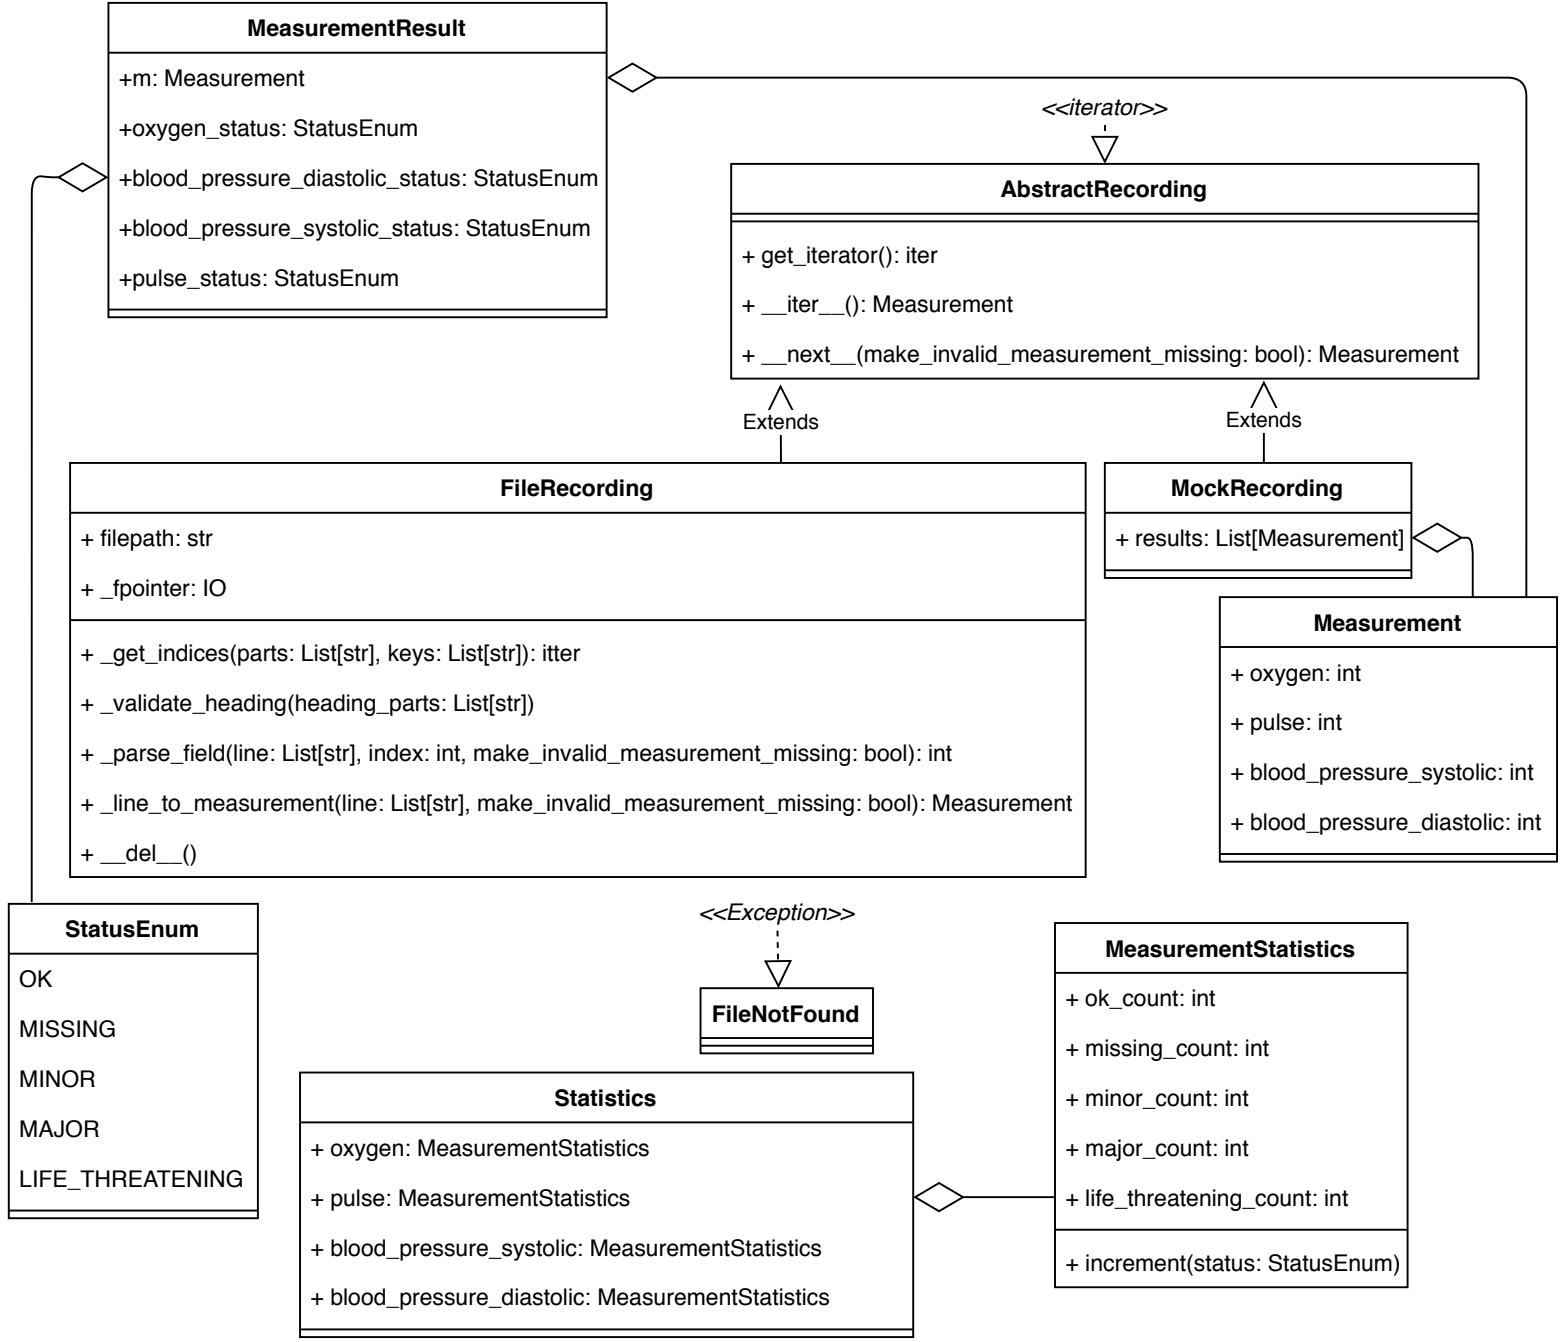 MeasurementResult
+m: Measurement
+oxygen_status: StatusEnum
+blood_pressure_diastolic_status: StatusEnum
+blood_pressure_systolic_status: StatusEnum
+pulse_status: StatusEnum
<<iterator>>
AbstractRecording
+ get_iterator(): iter
+ __iter__(): Measurement
+ __next__(make_invalid_measurement_missing: bool): Measurement
Extends
Extends
FileRecording
+ filepath: str
+ _fpointer: IO
+ _get_indices(parts: List[str], keys: List[str]): itter
+ _validate_heading(heading_parts: List[str])
+ _parse_field(line: List[str], index: int, make_invalid_measurement_missing: bool): int
+ _line_to_measurement(line: List[str], make_invalid_measurement_missing: bool): Measurement
+ __del__()
MockRecording
+ results: List[Measurement]
Measurement
+ oxygen: int
+ pulse: int
+ blood_pressure_systolic: int
+ blood_pressure_diastolic: int
StatusEnum
OK
MISSING
MINOR
MAJOR
LIFE_THREATENING
<<Exception>>
FileNotFound
Statistics
+ oxygen: MeasurementStatistics
+ pulse: MeasurementStatistics
+ blood_pressure_systolic: MeasurementStatistics
+ blood_pressure_diastolic: MeasurementStatistics
MeasurementStatistics
+ ok_count: int
+ missing_count: int
+ minor_count: int
+ major_count: int
+ life_threatening_count: int
+ increment(status: StatusEnum)